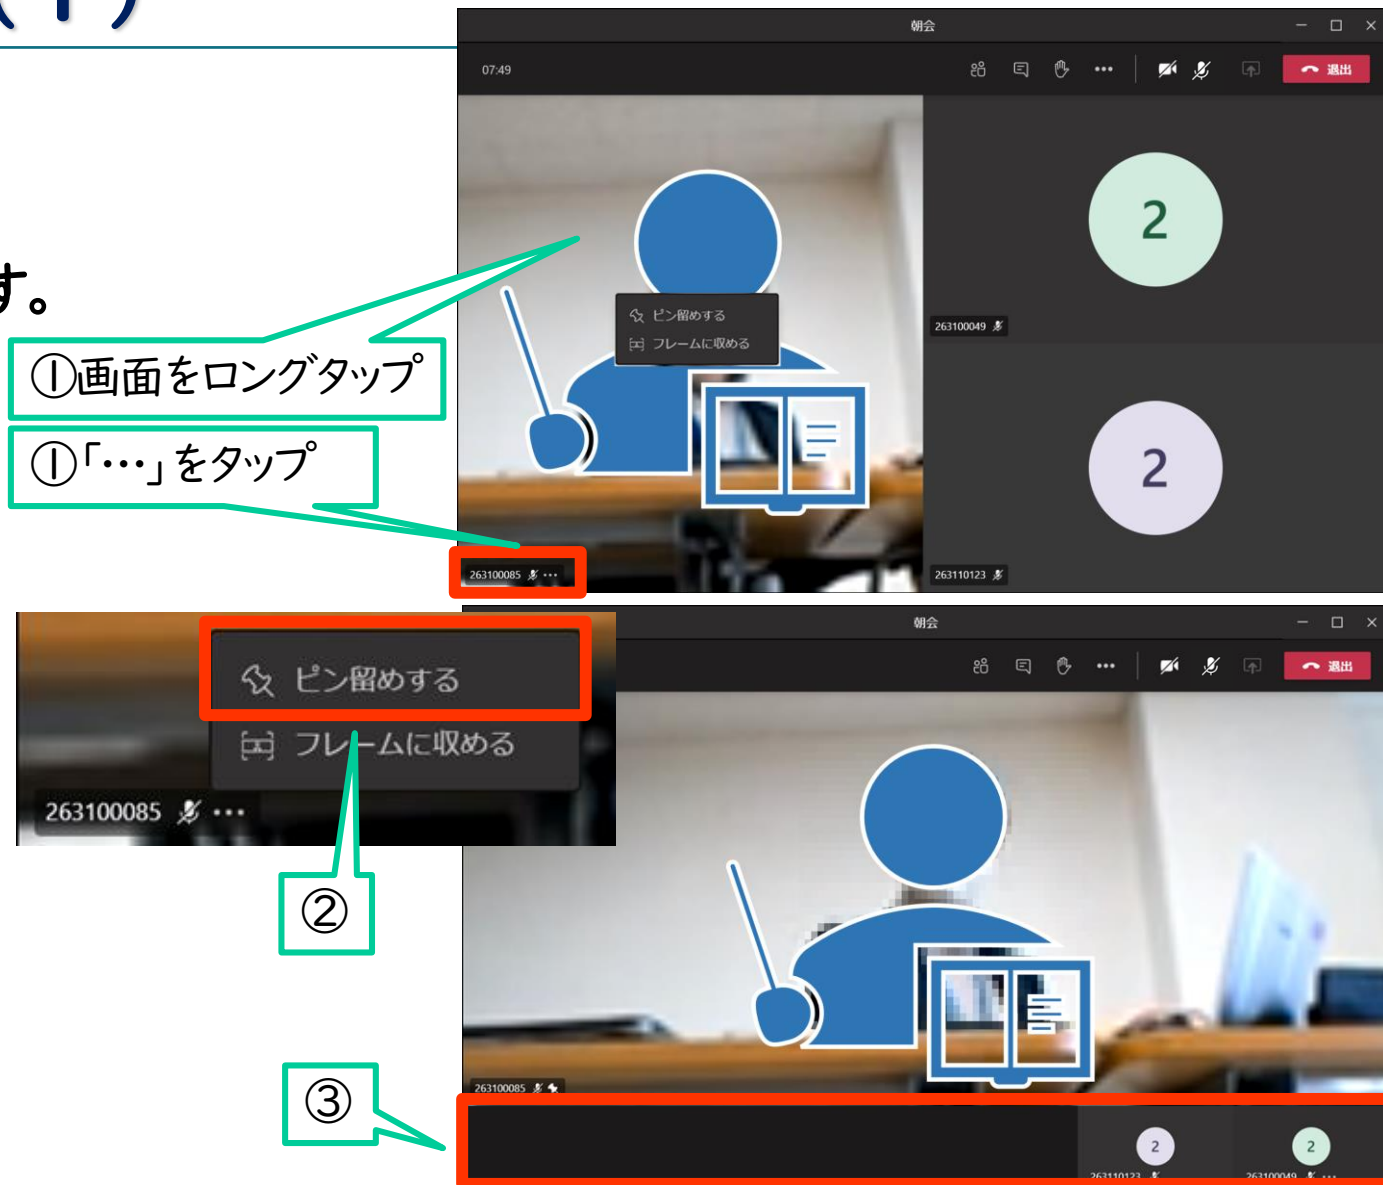 (1)
す。
①画面をロングタップ
①「…」をタップ
朝会
07:49
退出
ピン留めする
フレームに収める
2
263100049
2
263100085 …
263110123
朝会
退出
ピン留めする
フレームに収める
263100085 …
②
263100085
③
2
263110123
2
263100049 …